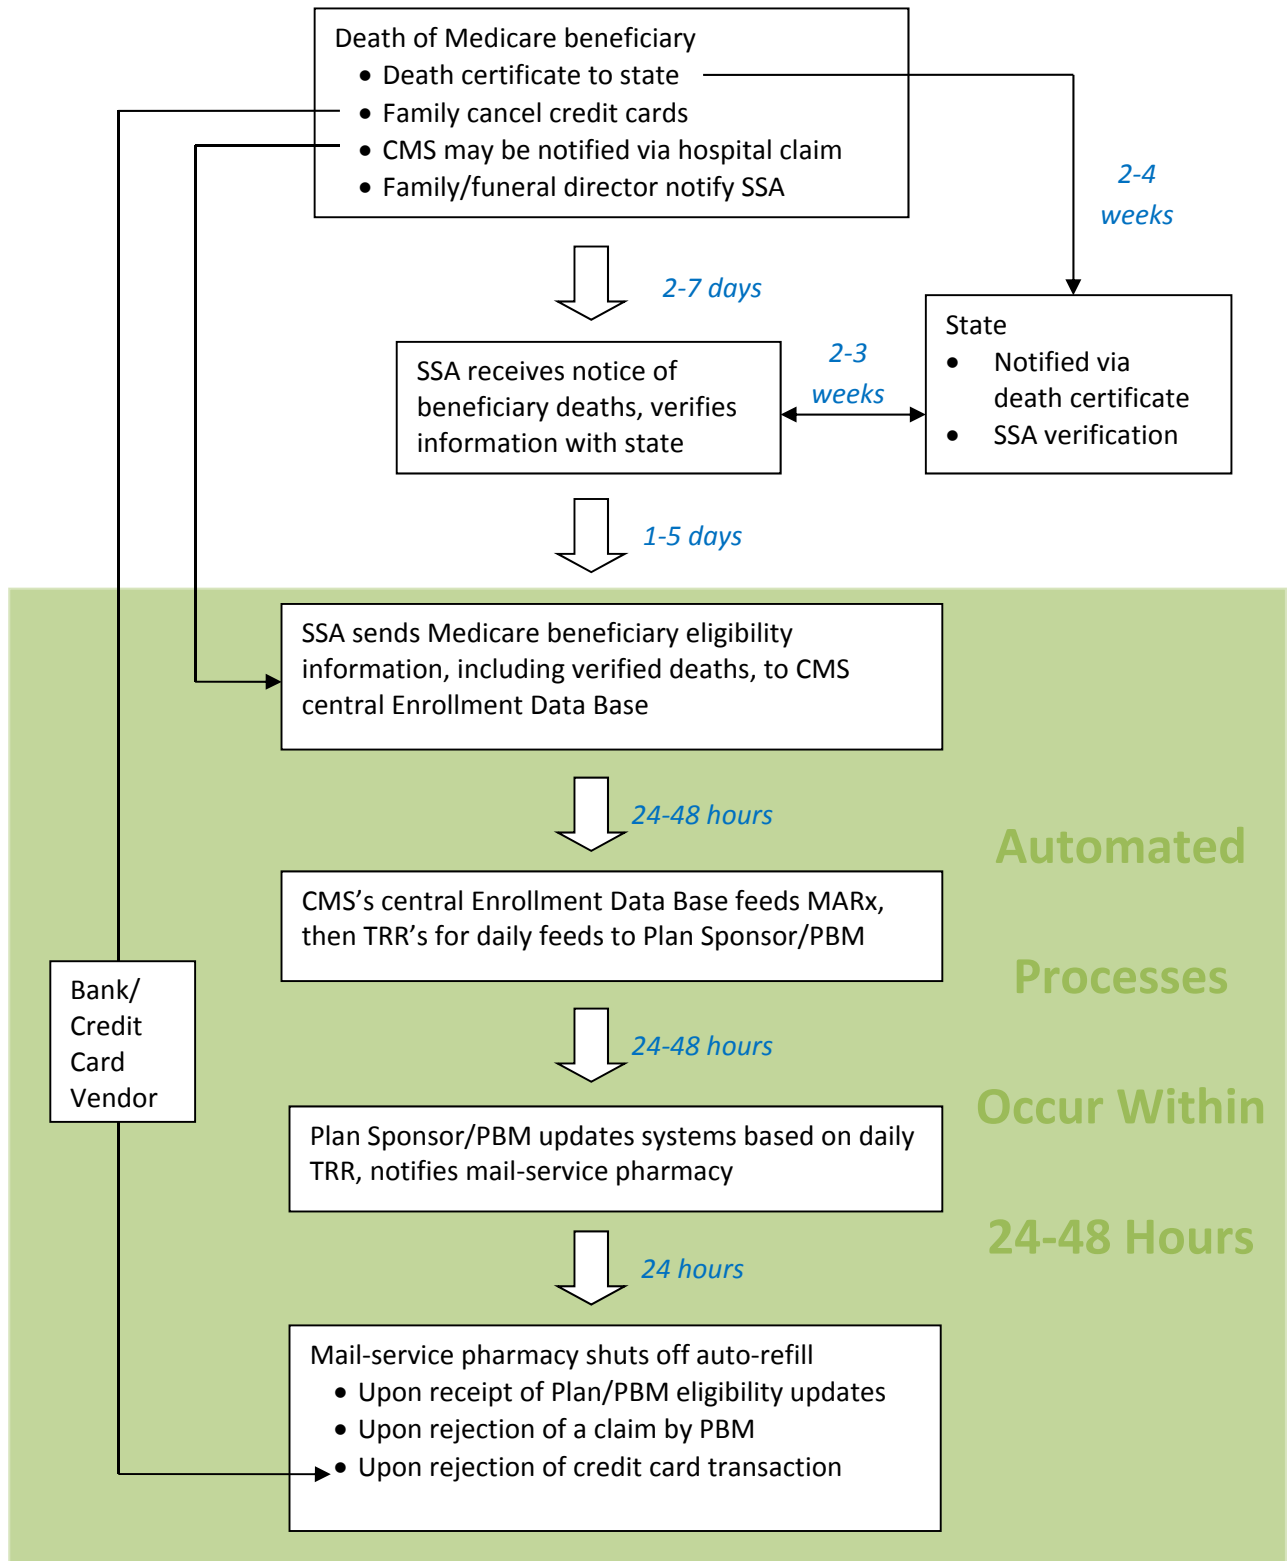 Death of Medicare beneficiary
• Death certificate to state
• Family cancel credit cards
• CMS may be notified via hospital claim
• Family/funeral director notify SSA
2-4
weeks
2-7 days
SSA receives notice of
beneficiary deaths, verifies
information with state
2-3
weeks
State
• Notified via
death certificate
• SSA verification
1-5 days
SSA sends Medicare beneficiary eligibility
information, including verified deaths, to CMS
central Enrollment Data Base
24-48 hours
CMS’s central Enrollment Data Base feeds MARx,
then TRR’s for daily feeds to Plan Sponsor/PBM
24-48 hours
Bank/
Credit
Card
Vendor
Plan Sponsor/PBM updates systems based on daily
TRR, notifies mail-service pharmacy
24 hours
Mail-service pharmacy shuts off auto-refill
• Upon receipt of Plan/PBM eligibility updates
• Upon rejection of a claim by PBM
• Upon rejection of credit card transaction
Automated
Processes
Occur Within
24-48 Hours